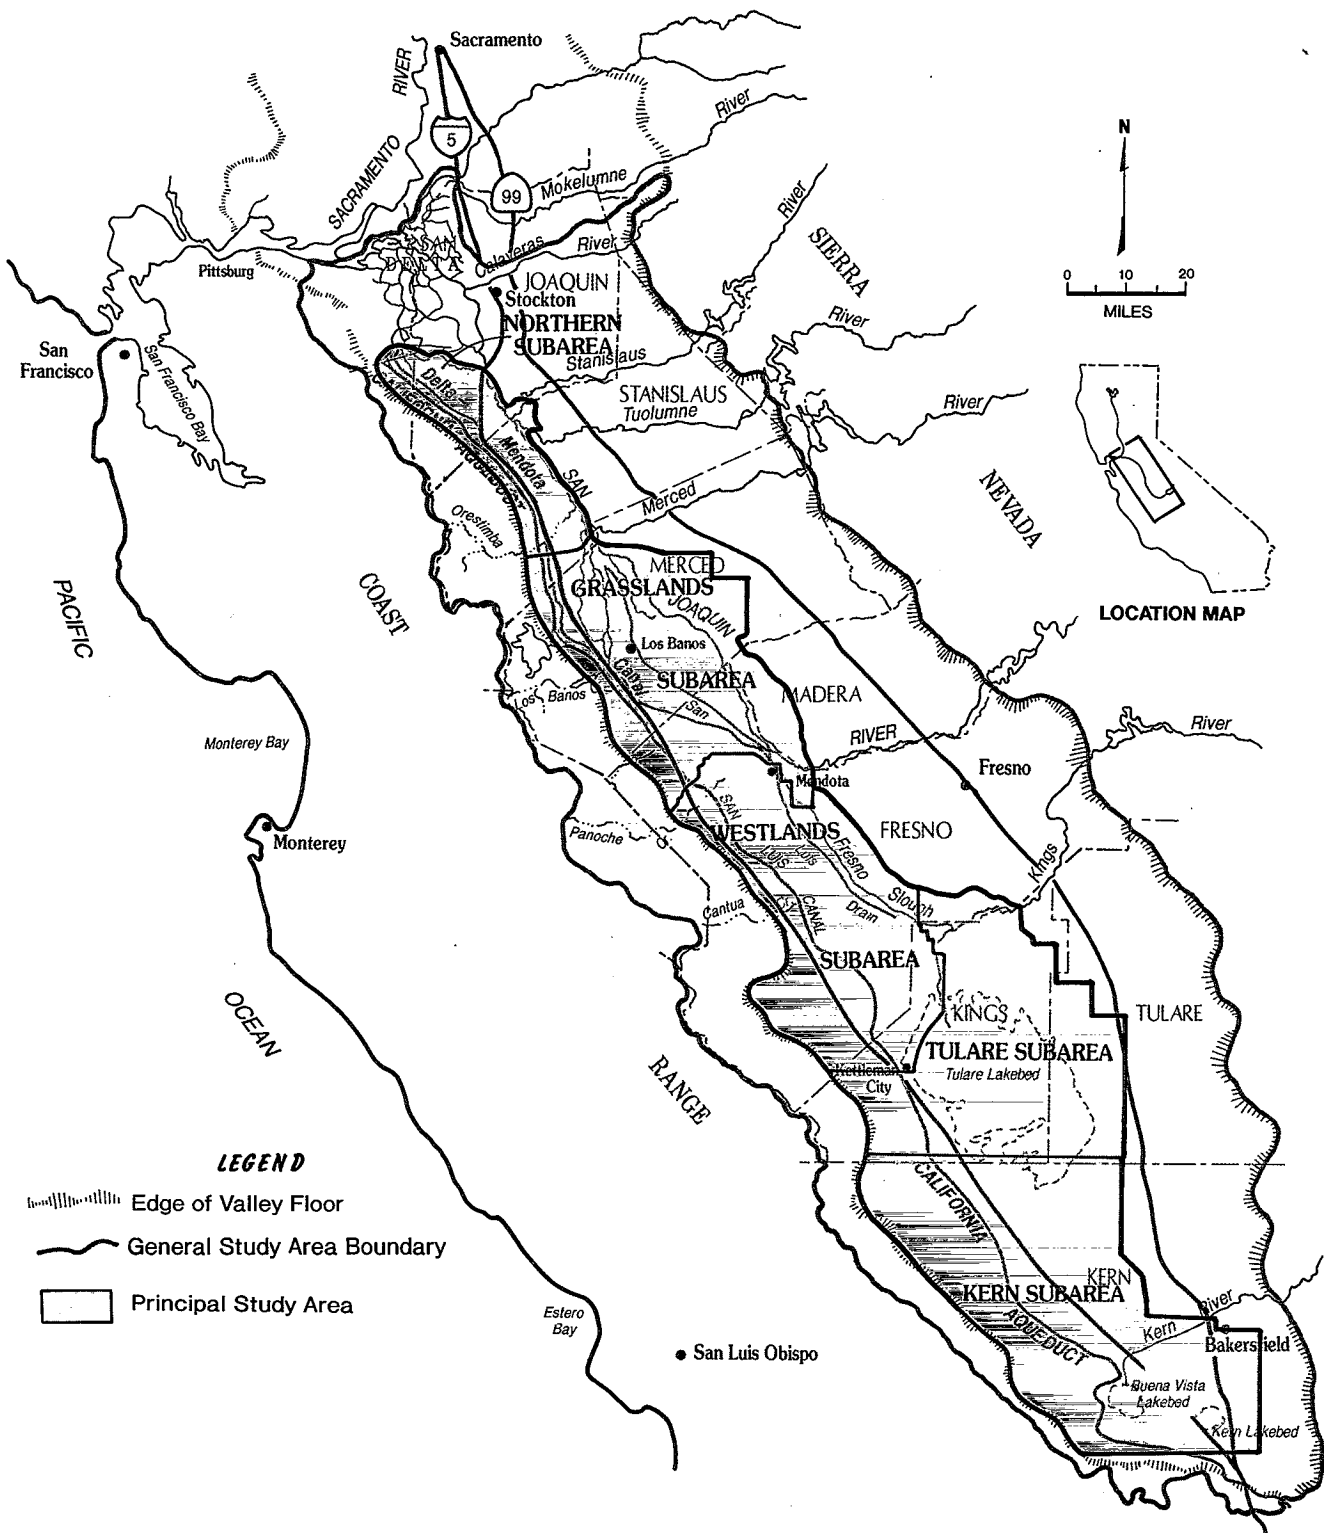 Sacramento
RIVER
SACRAMENTO
5
99
River
Mokelumne
River
N
SIERRA
SAN
DELTA
Calaveras
River
JOAQUIN
Stockton
Pittsburg
0 10 20
MILES
NORTHERN
SUBAREA
San
Francisco
San Francisco Bay
Stanislaus
River
Delta
STANISLAUS
Tuolumne
River
Mendota
SAN
Merced
NEVADA
Orestimba
MERCED
GRASSLANDS
JOAQUIN
LOCATION MAP
PACIFIC
COAST
Los Banos
Canal
SUBAREA
MADERA
Los Banos
San
RIVER
River
Monterey Bay
Mendota
Fresno
SAN
WESTLANDS
FRESNO
Monterey
Panoche
LUIS
Luis
Fresno
Kings
Slough
Drain
Cantua
CANAL
SUBAREA
OCEAN
KINGS
TULARE
TULARE SUBAREA
Tulare Lakebed
Kettleman
City
RANGE
LEGEND
Edge of Valley Floor
General Study Area Boundary
Principal Study Area
CALIFORNIA
KERN
KERN SUBAREA
AQUEDUCT
River
Kern
Bakersfield
Estero
Bay
San Luis Obispo
Buena Vista
Lakebed
Kern Lakebed